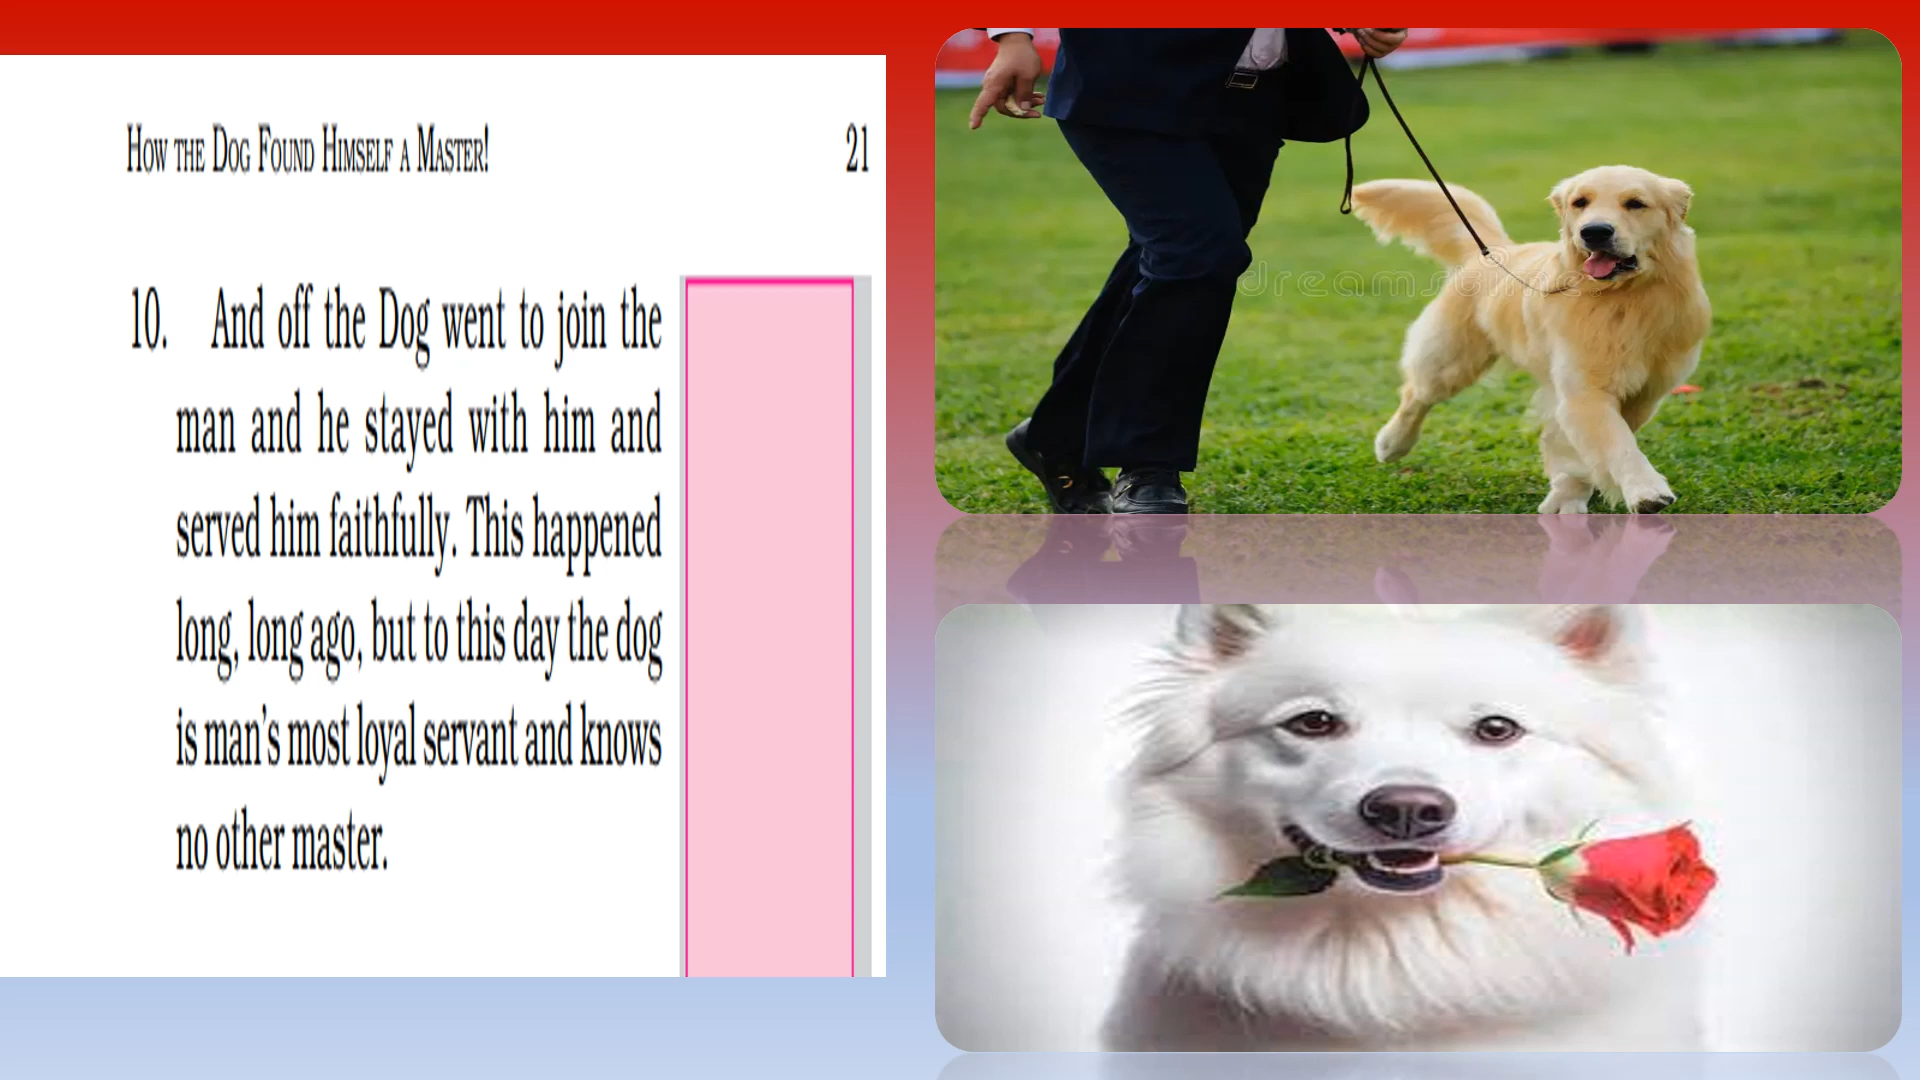 HOW THE DOG FOUND HIMSELF A MASTER!
21
10. And off the Dog went to join the
man and he stayed with him and
served him faithfully. This happened
long, long ago, but to this day the dog
is man's most loyal servant and knows
no other master.
dreamstime